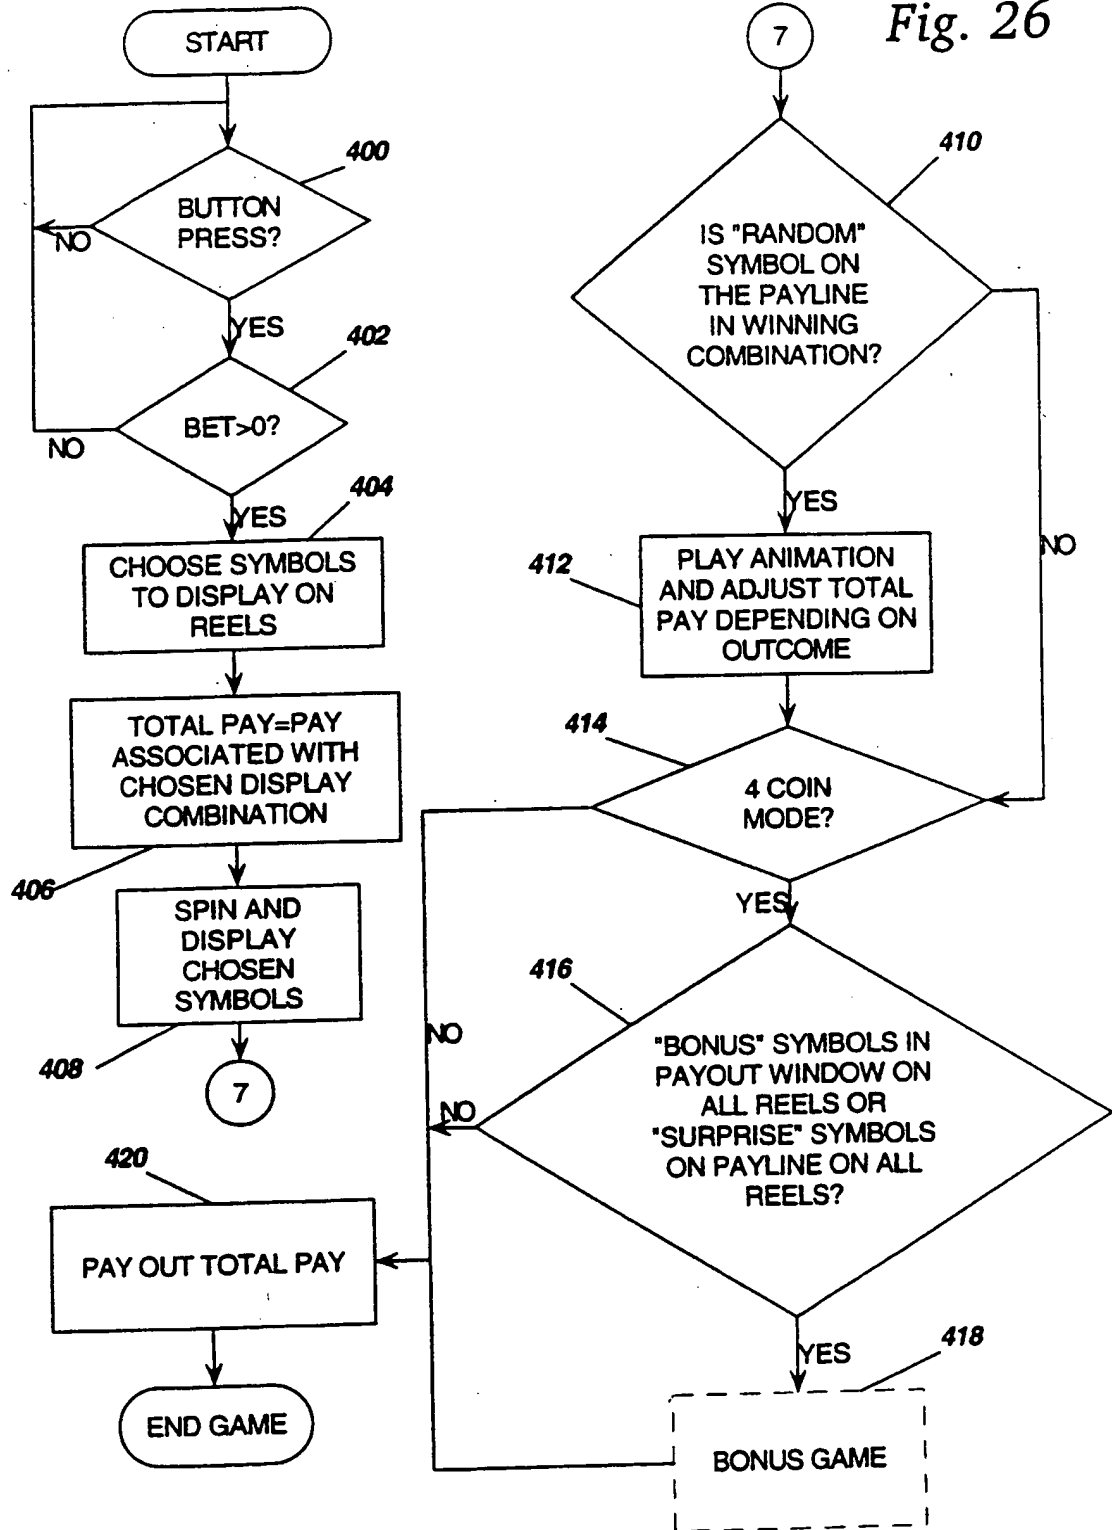 Fig. 26
START
400
BUTTON
PRESS?
NO
YES
402
BET>0?
NO
YES
404
CHOOSE SYMBOLS
TO DISPLAY ON
REELS
TOTAL PAY=PAY
ASSOCIATED WITH
CHOSEN DISPLAY
COMBINATION
406
SPIN AND
DISPLAY
CHOSEN
SYMBOLS
408
7
7
410
IS "RANDOM"
SYMBOL ON
THE PAYLINE
IN WINNING
COMBINATION?
NO
YES
412
PLAY ANIMATION
AND ADJUST TOTAL
PAY DEPENDING ON
OUTCOME
414
4 COIN
MODE?
NO
YES
416
"BONUS" SYMBOLS IN
PAYOUT WINDOW ON
ALL REELS OR
"SURPRISE" SYMBOLS
ON PAYLINE ON ALL
REELS?
NO
YES
418
BONUS GAME
420
PAY OUT TOTAL PAY
END GAME